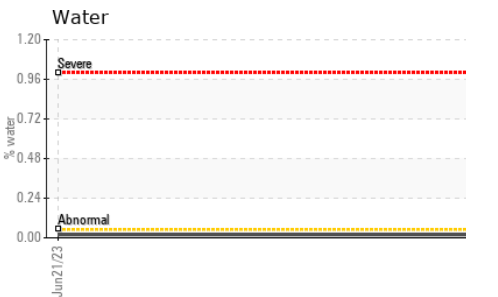 Water
1.20
Severe
0.96
0.72
% water
0.48
0.24
Abnormal
0.00
Jun21/23